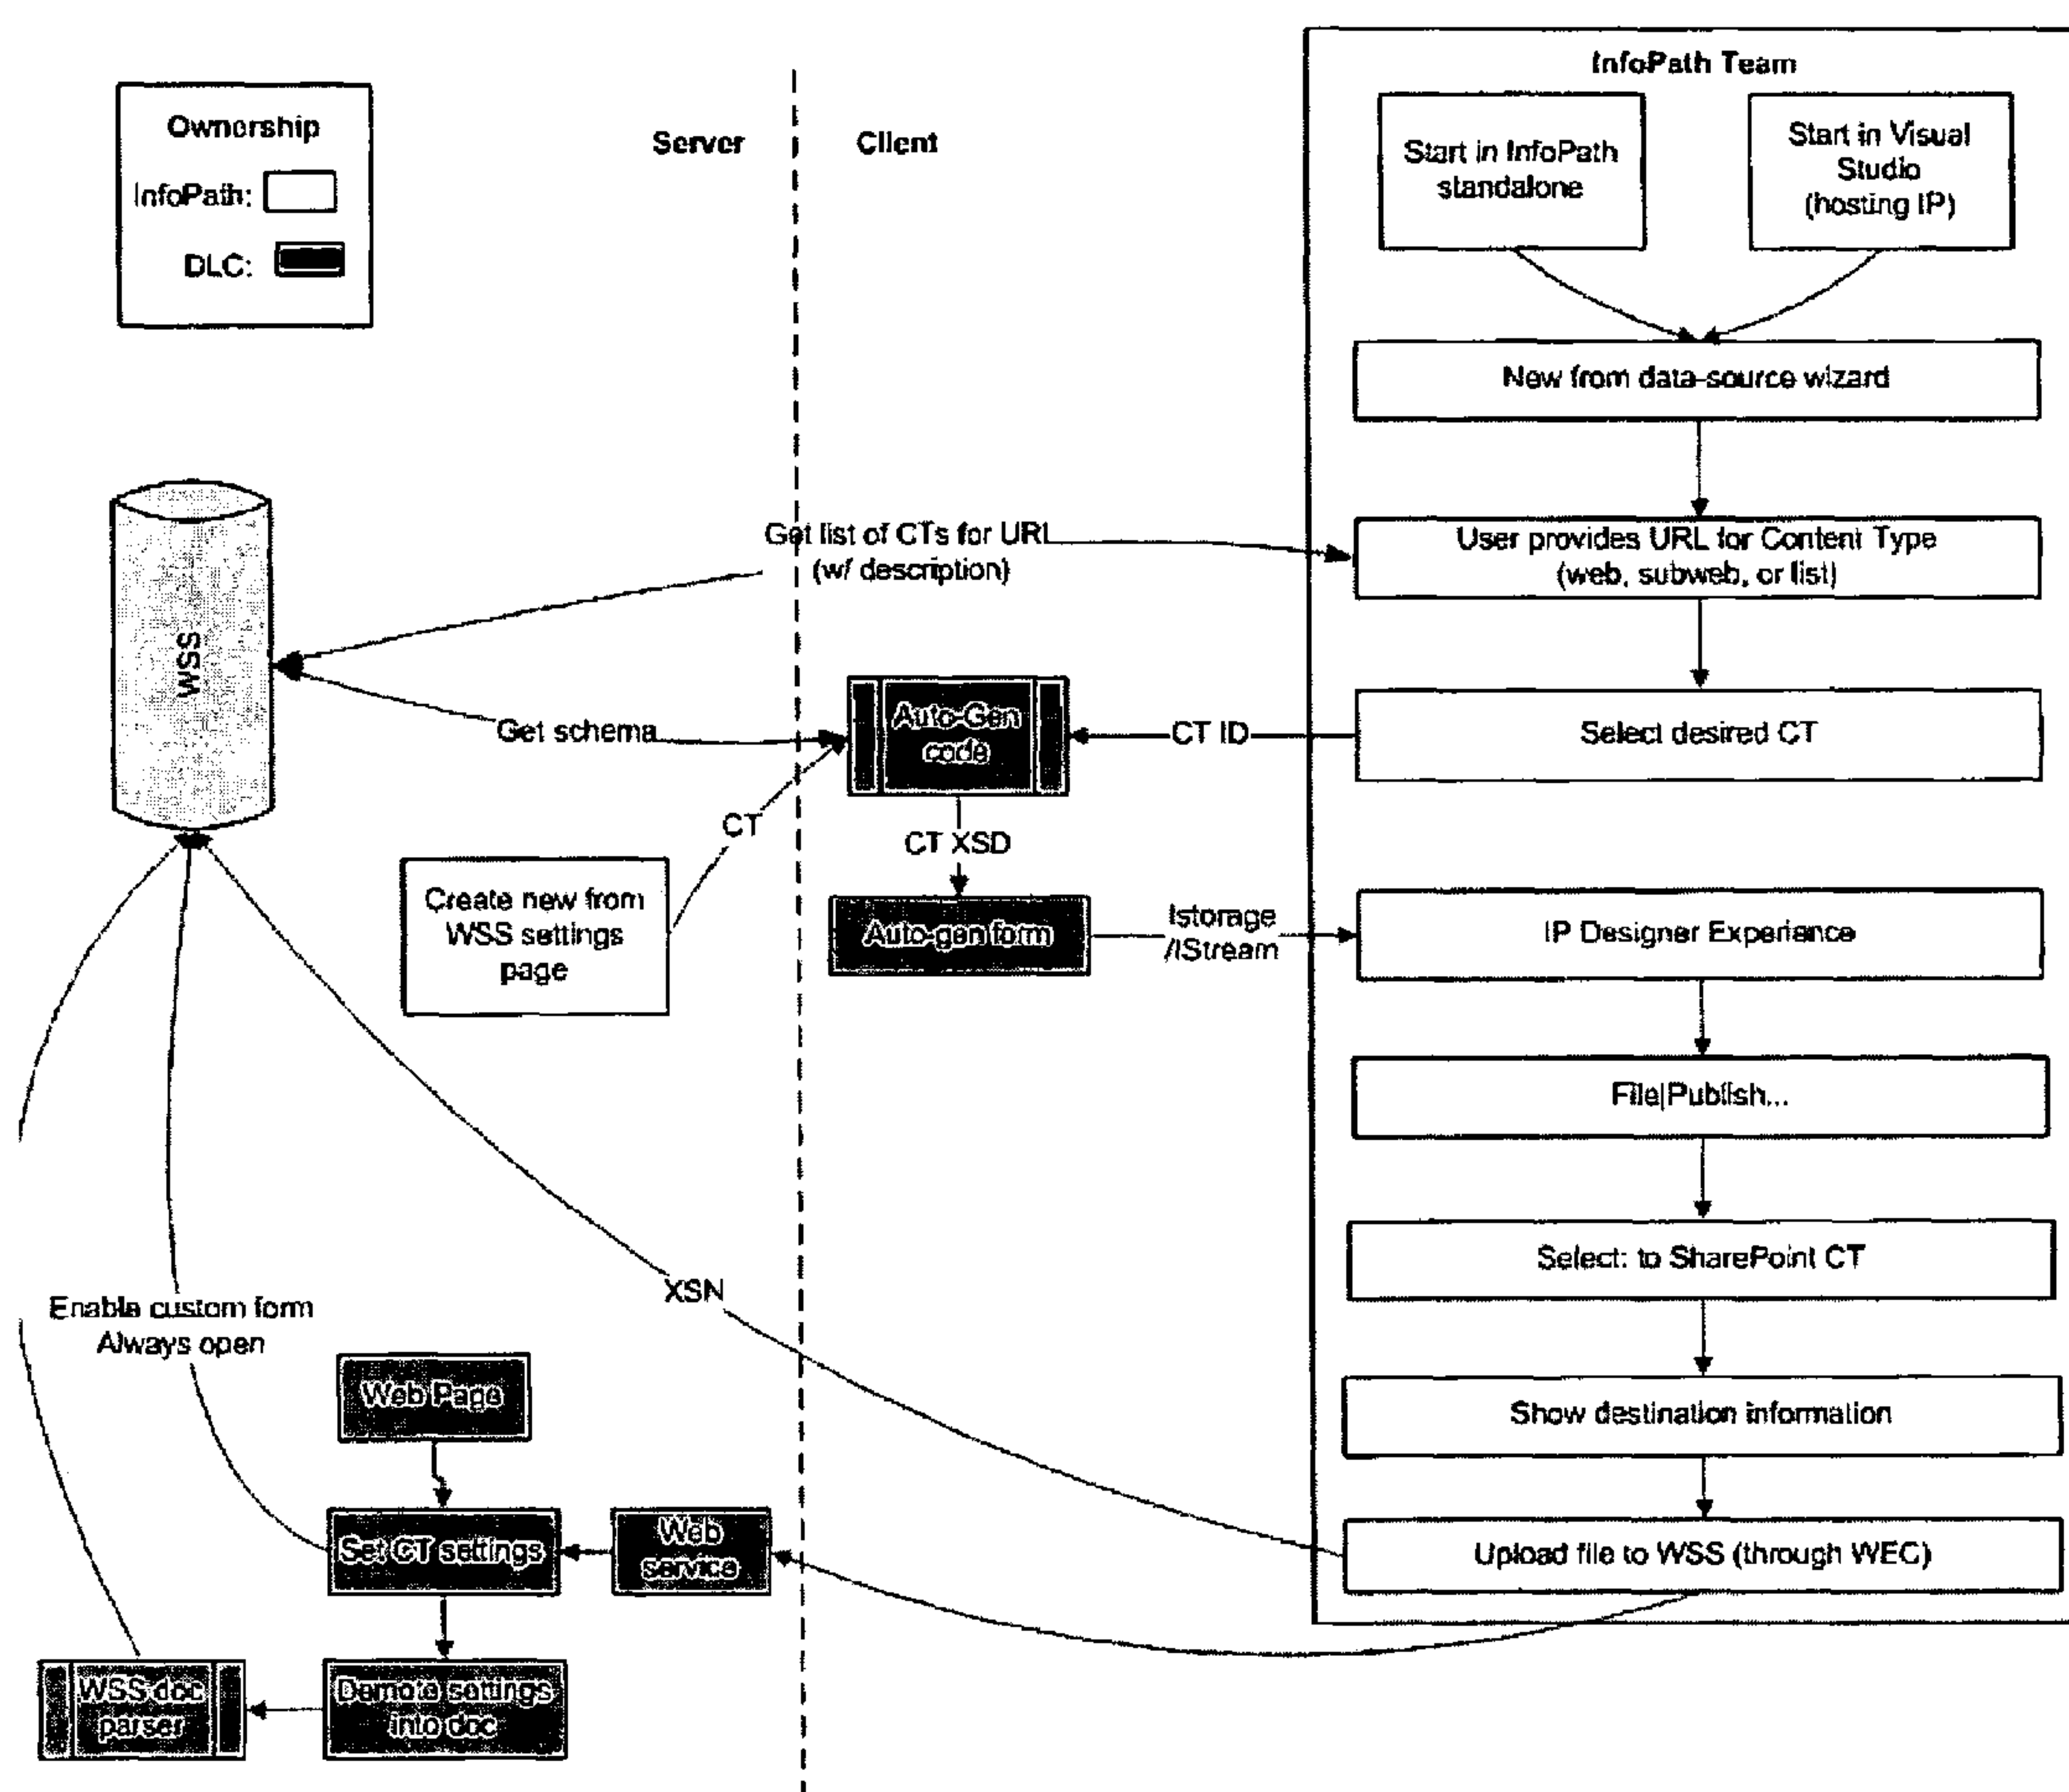 InfoPath Team
Ownership
InfoPath:
DLC:
Server
Client
Start in InfoPath
standalone
Start in Visual
Studio
(hosting IP)
New from data-source wizard
Get list of CTs for URL
(w/ description)
User provides URL for Content Type
(web, subweb, or list)
WSS
Get schema
Auto-Gen
code
CT ID
Select desired CT
CT
CT XSD
Create new from
WSS settings
page
Auto-gen form
Istorage
/IStream
IP Designer Experience
File|Publish...
Select: to SharePoint CT
XSN
Enable custom form
Always open
Web Page
Show destination information
Set CT settings
Web
service
Upload file to WSS (through WEC)
WSS doc
parser
Demote settings
into doc